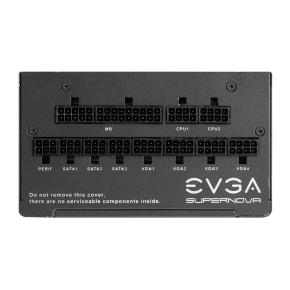 MB CPU1 CPU2
PERIF SATA1 SATA2 SATA3 VGA1 VGA2 VGA3 VGA4
Do not remove this cover,
there are no serviceable components inside.
EVGA
SUPERNOVA